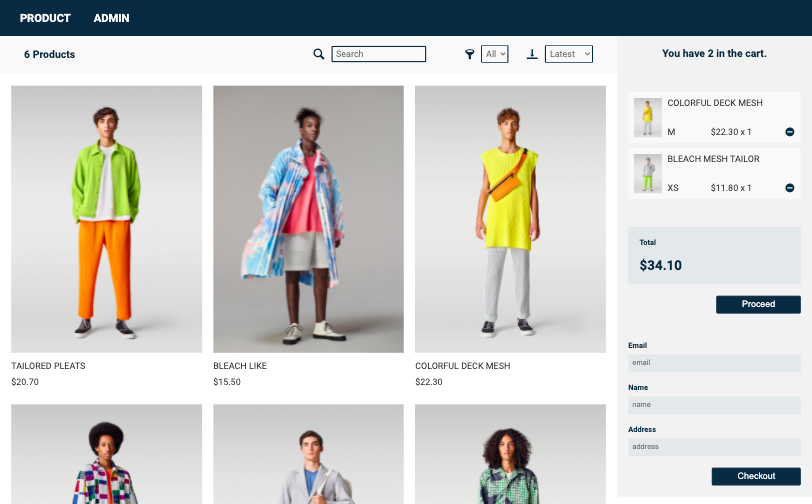 PRODUCT ADMIN
6 Products
Search
All
Latest
You have 2 in the cart.
COLORFUL DECK MESH
M $22.30 x 1
BLEACH MESH TAILOR
XS $11.80 x 1
Total
$34.10
Proceed
Email
email
Name
name
Address
address
Checkout
TAILORED PLEATS
$20.70
BLEACH LIKE
$15.50
COLORFUL DECK MESH
$22.30